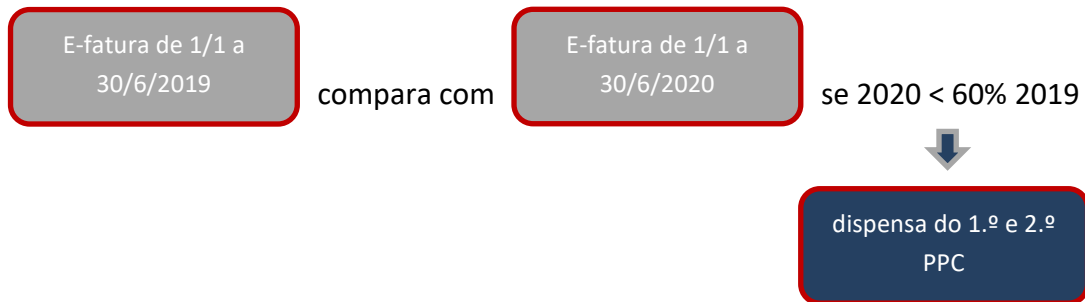 E-fatura de 1/1 a
30/6/2019
compara com
E-fatura de 1/1 a
30/6/2020
se 2020 < 60% 2019
dispensa do 1.º e 2.º
PPC